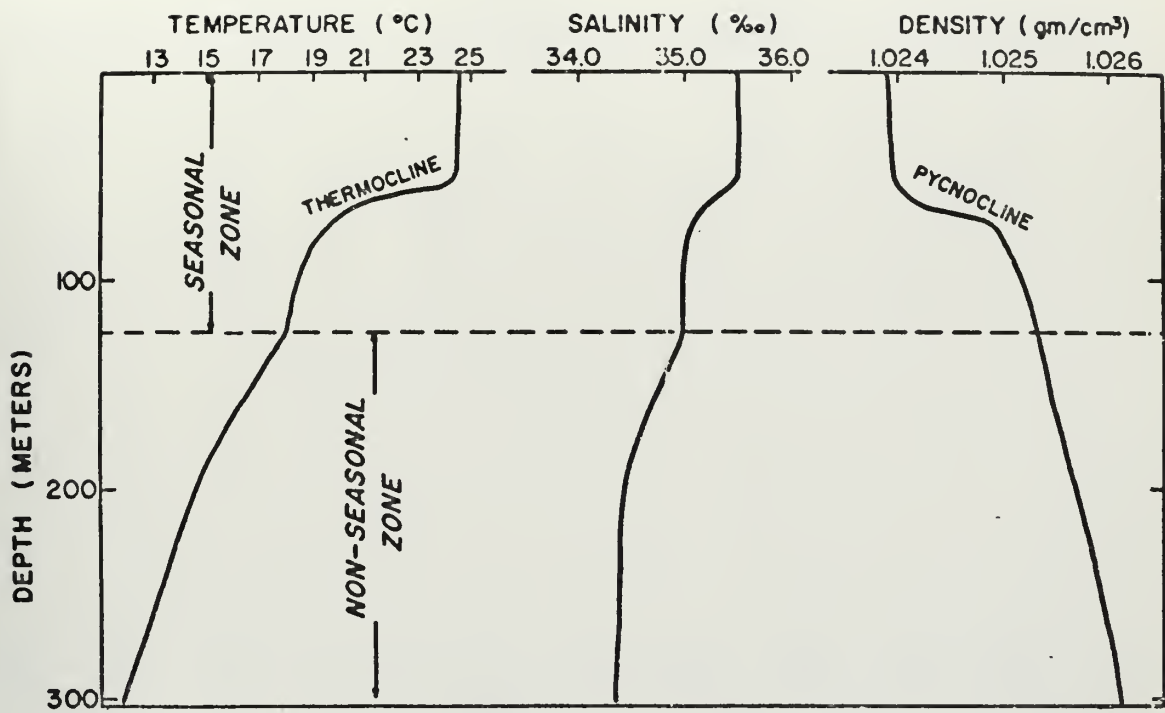 TEMPERATURE (°C)
13 15 17 19 21 23 25
SALINITY (‰)
34.0 35.0 36.0
DENSITY (gm/cm³)
1.024 1.025 1.026
SEASONAL
ZONE
THERMOCLINE
PYCNOCLINE
NON-SEASONAL
ZONE
DEPTH (METERS)
100
200
300